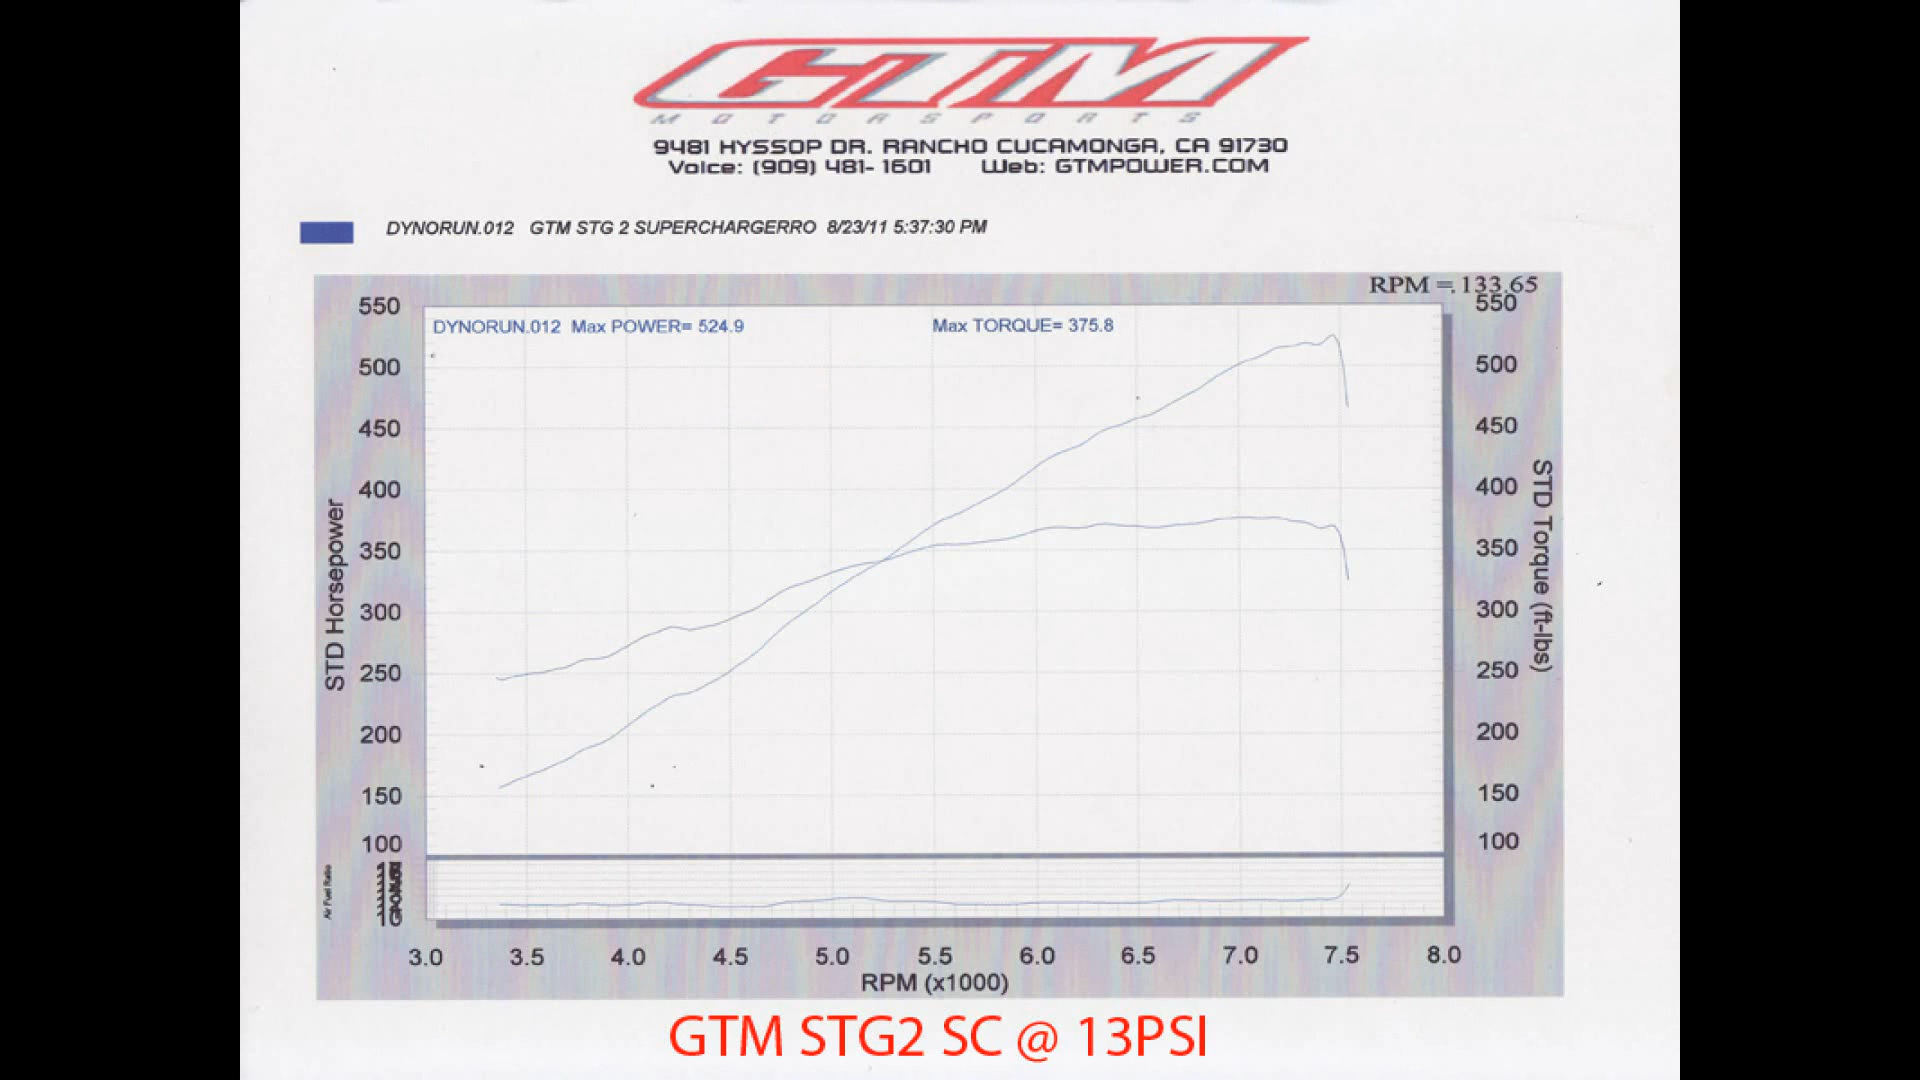 GTM
MOTORSPORTS
9481 HYSSOP DR. RANCHO CUCAMONGA, CA 91730
Voice: (909) 481-1601 Web: GTMPOWER.COM
DYNORUN.012 GTM STG 2 SUPERCHARGERRO 8/23/11 5:37:30 PM
RPM = 133.65
DYNORUN.012 Max POWER= 524.9 Max TORQUE= 375.8
550 550
500 500
450 450
400 400
350 350
300 300
250 250
200 200
150 150
100 100
10
STD Horsepower
STD Torque (ft-lbs)
Air Fuel Ratio
3.0 3.5 4.0 4.5 5.0 5.5 6.0 6.5 7.0 7.5 8.0
RPM (x1000)
GTM STG2 SC @ 13PSI